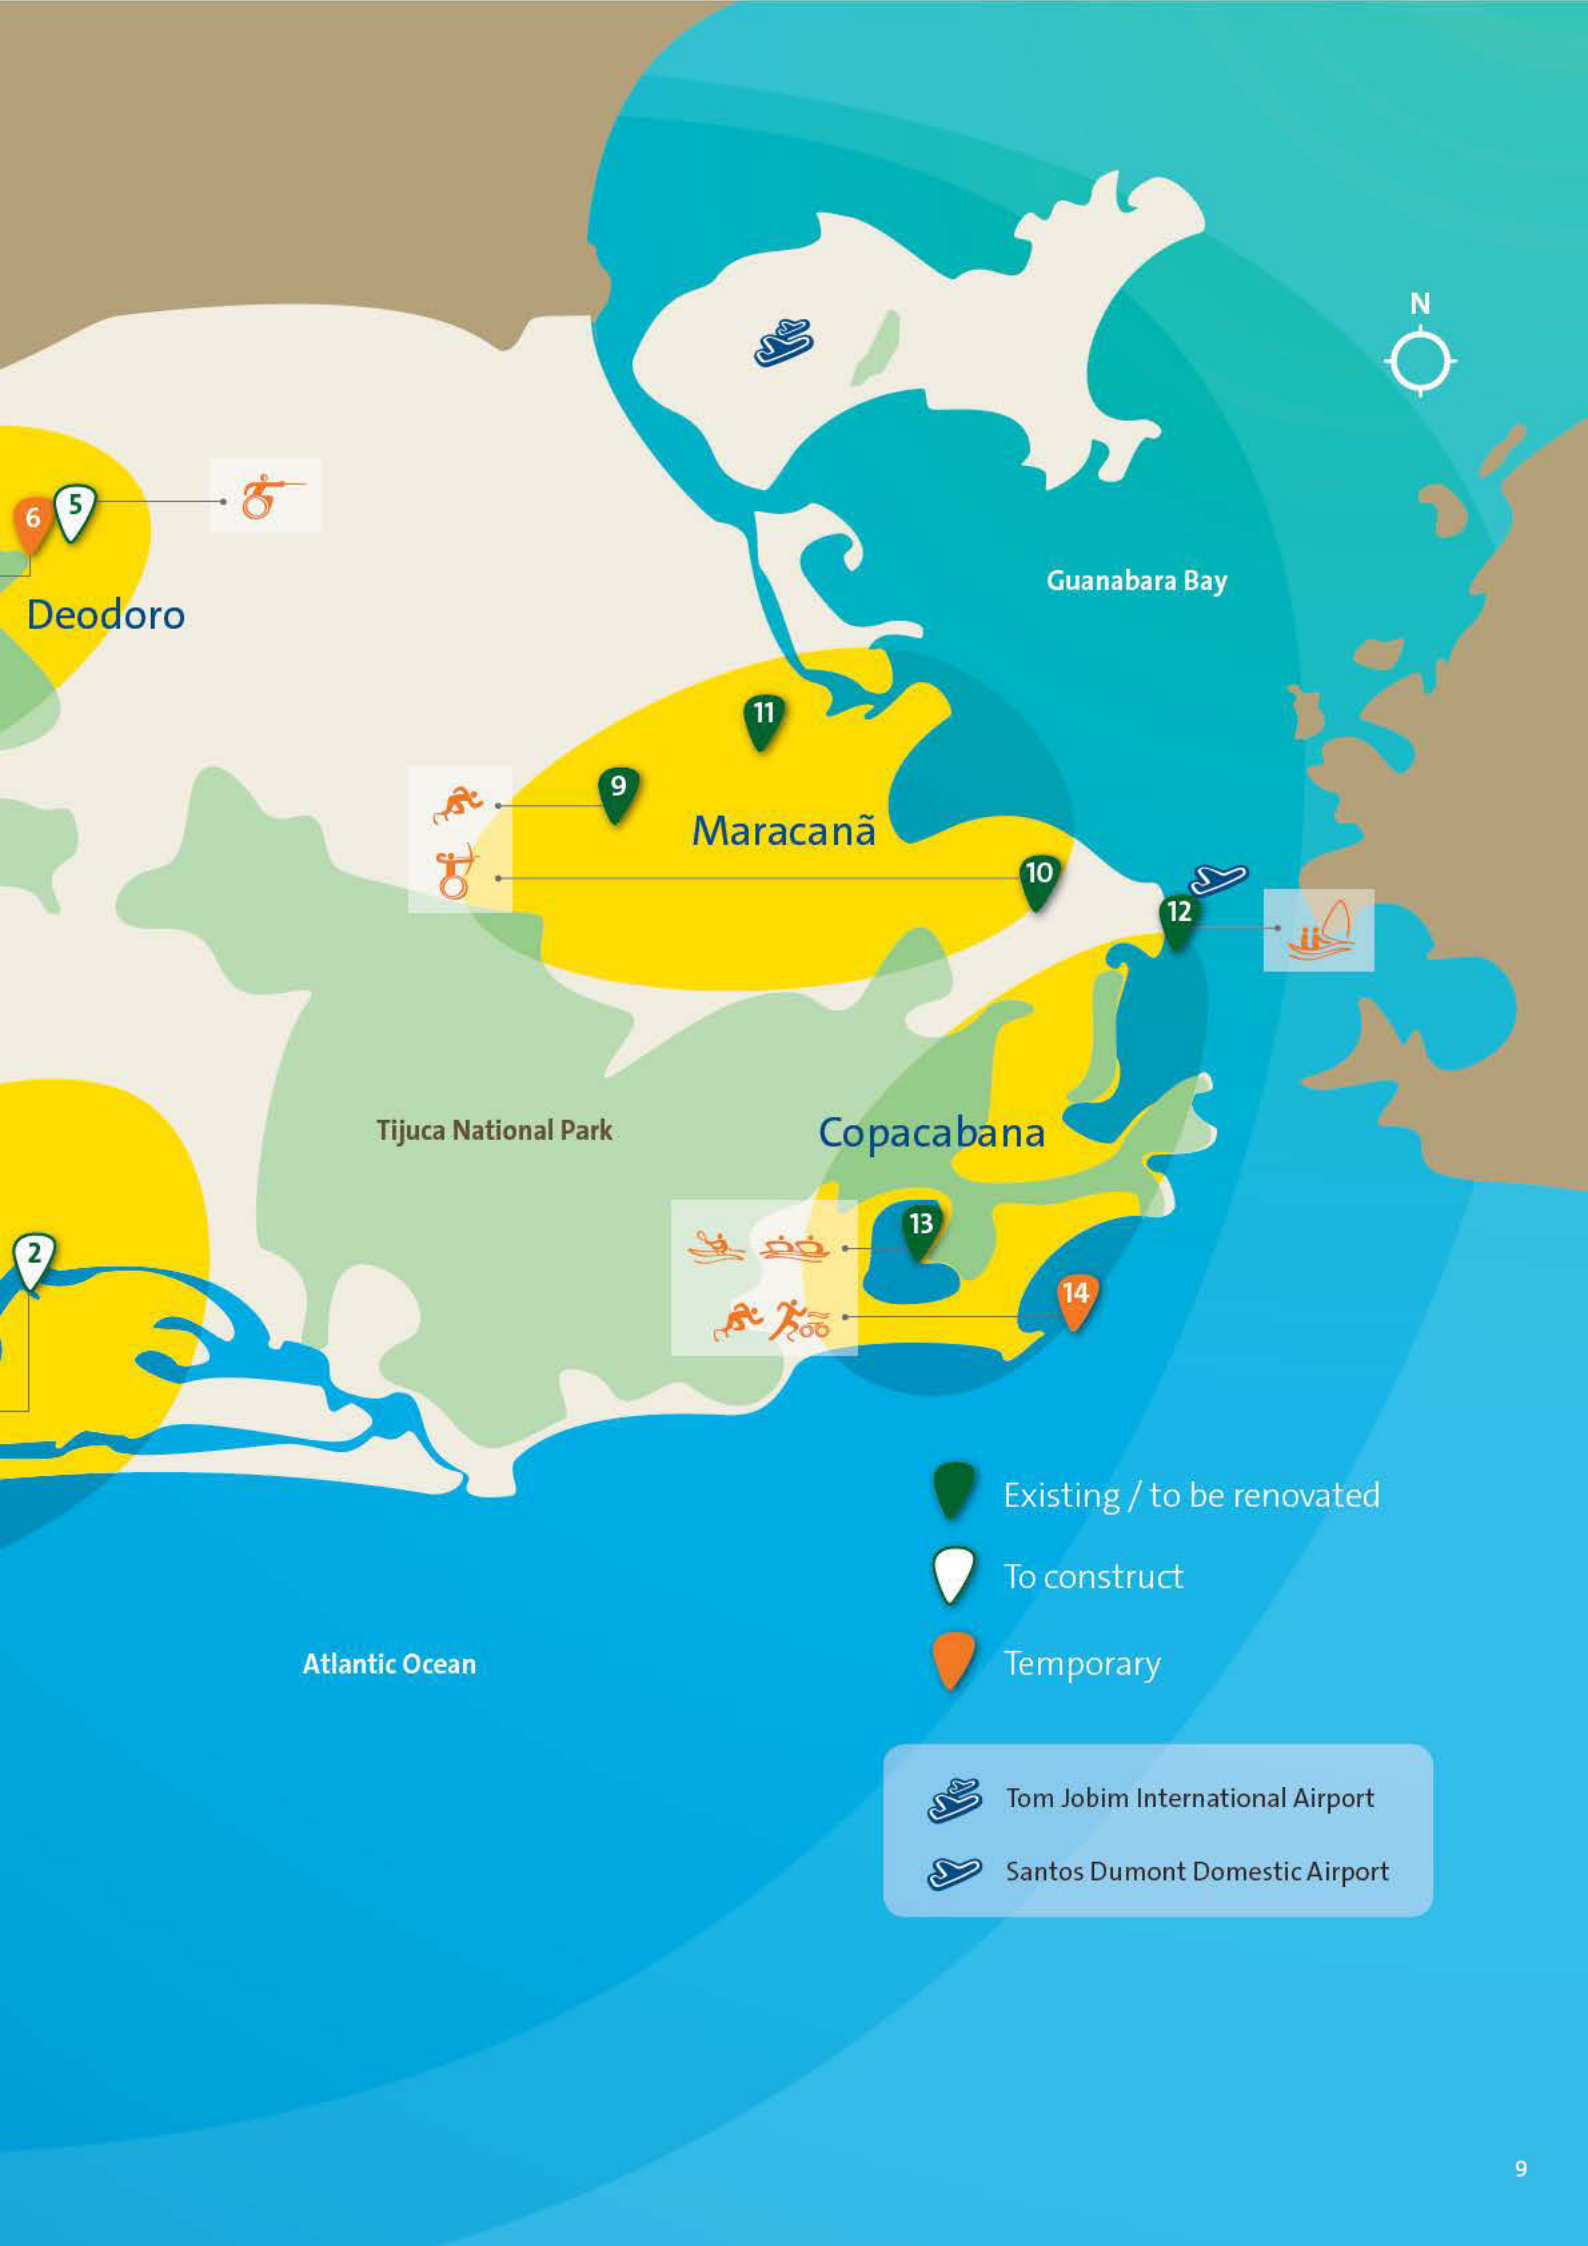 N
6
5
Guanabara Bay
Deodoro
11
9
Maracanã
10
12
Tijuca National Park
Copacabana
13
2
14
Existing / to be renovated
To construct
Temporary
Atlantic Ocean
Tom Jobim International Airport
Santos Dumont Domestic Airport
9